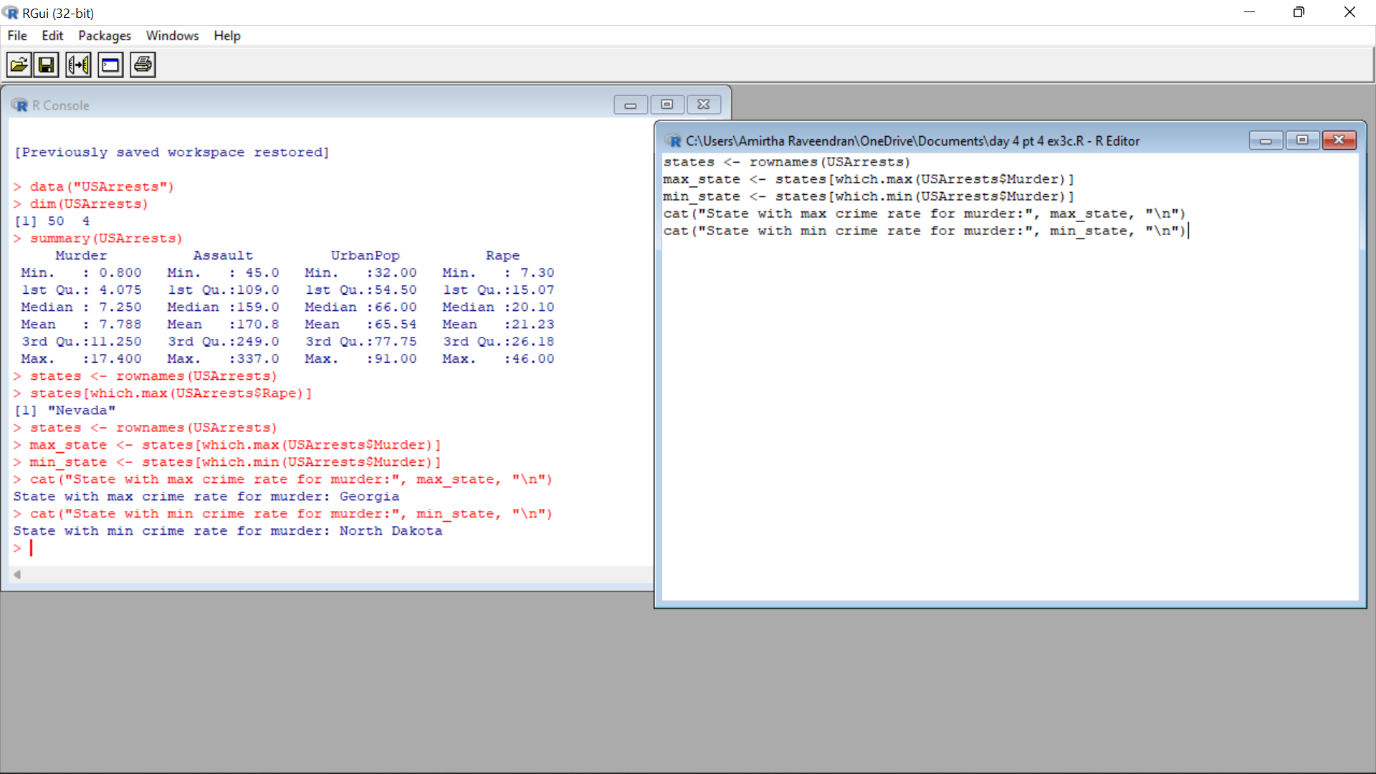 RGui (32-bit)
File Edit Packages Windows Help
R Console
[Previously saved workspace restored]
> data("USArrests")
> dim(USArrests)
[1] 50  4
> summary(USArrests)
     Murder          Assault         UrbanPop          Rape
 Min.   : 0.800   Min.   : 45.0   Min.   :32.00   Min.   : 7.30
 1st Qu.: 4.075   1st Qu.:109.0   1st Qu.:54.50   1st Qu.:15.07
 Median : 7.250   Median :159.0   Median :66.00   Median :20.10
 Mean   : 7.788   Mean   :170.8   Mean   :65.54   Mean   :21.23
 3rd Qu.:11.250   3rd Qu.:249.0   3rd Qu.:77.75   3rd Qu.:26.18
 Max.   :17.400   Max.   :337.0   Max.   :91.00   Max.   :46.00
> states <- rownames(USArrests)
> states[which.max(USArrests$Rape)]
[1] "Nevada"
> states <- rownames(USArrests)
> max_state <- states[which.max(USArrests$Murder)]
> min_state <- states[which.min(USArrests$Murder)]
> cat("State with max crime rate for murder:", max_state, "\n")
State with max crime rate for murder: Georgia
> cat("State with min crime rate for murder:", min_state, "\n")
State with min crime rate for murder: North Dakota
>
C:\Users\Amirtha Raveendran\OneDrive\Documents\day 4 pt 4 ex3c.R - R Editor
states <- rownames(USArrests)
max_state <- states[which.max(USArrests$Murder)]
min_state <- states[which.min(USArrests$Murder)]
cat("State with max crime rate for murder:", max_state, "\n")
cat("State with min crime rate for murder:", min_state, "\n")